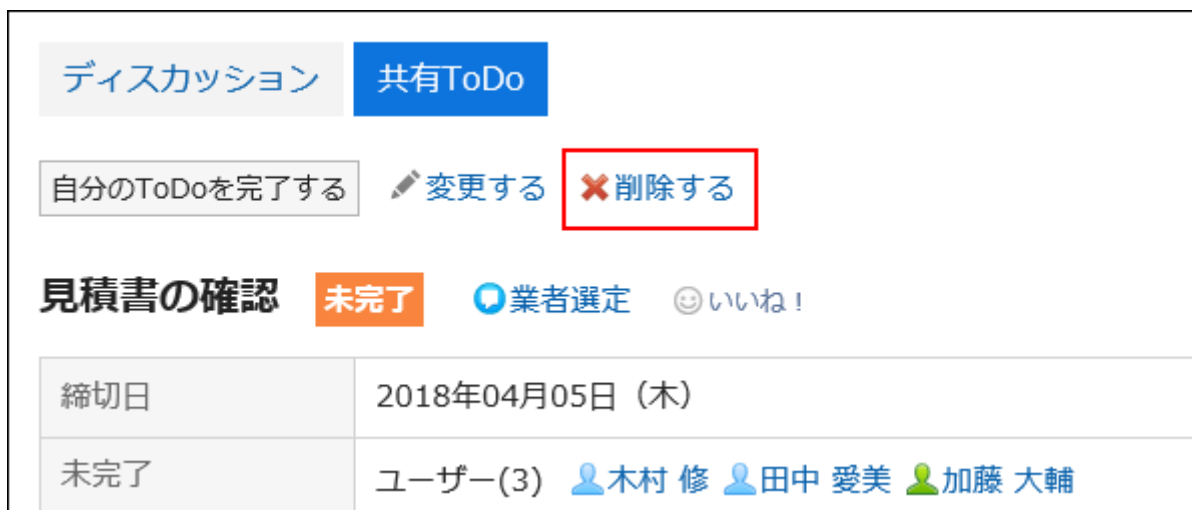 ディスカッション 共有ToDo
自分のToDoを完了する 変更する 削除する
見積書の確認 未完了 業者選定 いいね！
締切日 2018年04月05日（木）
未完了 ユーザー(3) 木村 修 田中 愛美 加藤 大輔